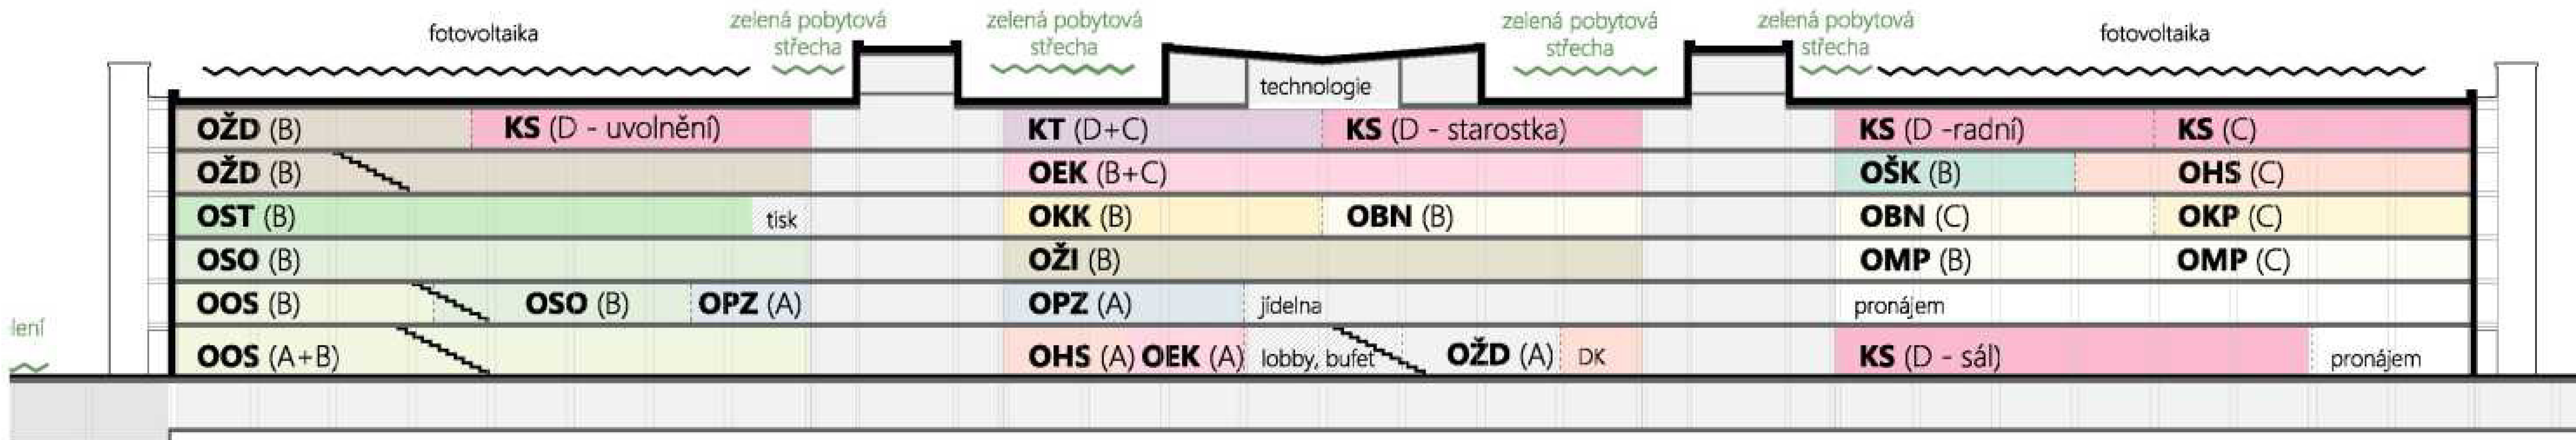 zelená pobytová
střecha
zelená pobytová
střecha
zelená pobytová
střecha
zelená pobytová
střecha
fotovoltaika
fotovoltaika
technologie
OŽD (B) KS (D - uvolnění) KT (D+C) KS (D - starostka) KS (D -radní) KS (C)
OŽD (B) OEK (B+C) OŠK (B) OHS (C)
OST (B) tisk OKK (B) OBN (B) OBN (C) OKP (C)
OSO (B) OŽI (B) OMP (B) OMP (C)
OOS (B) OSO (B) OPZ (A) OPZ (A) jídelna pronájem
lení
OOS (A+B) OHS (A) OEK (A) lobby, bufet OŽD (A) DK KS (D - sál) pronájem